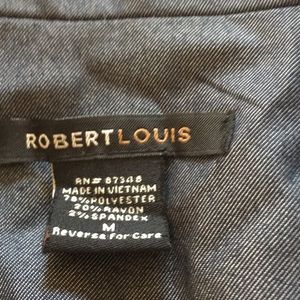 ROBERTLOUIS
RN# 87348
MADE IN VIETNAM
78% POLYESTER
20% RAYON
2% SPANDEX
M
Reverse For Care